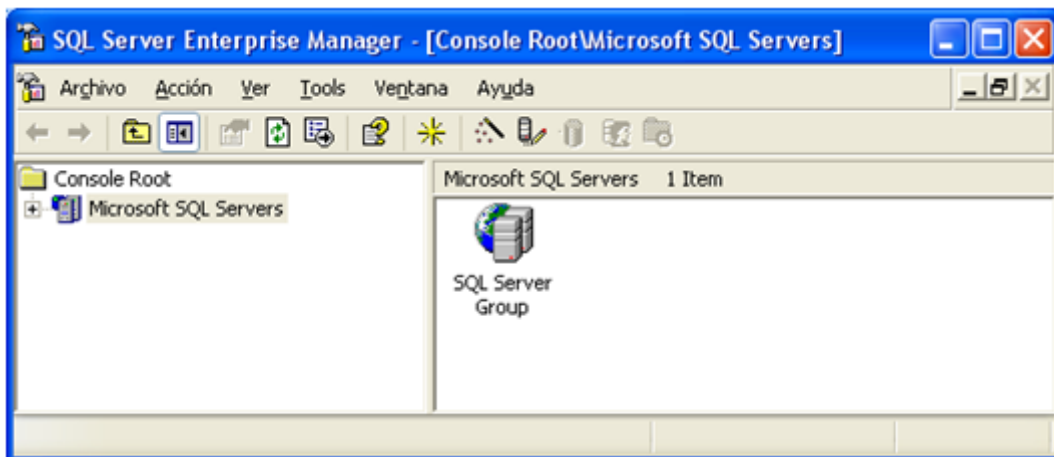 SQL Server Enterprise Manager - [Console Root\Microsoft SQL Servers]
Archivo Acción Ver Tools Ventana Ayuda
Console Root
Microsoft SQL Servers
Microsoft SQL Servers 1 Item
SQL Server
Group